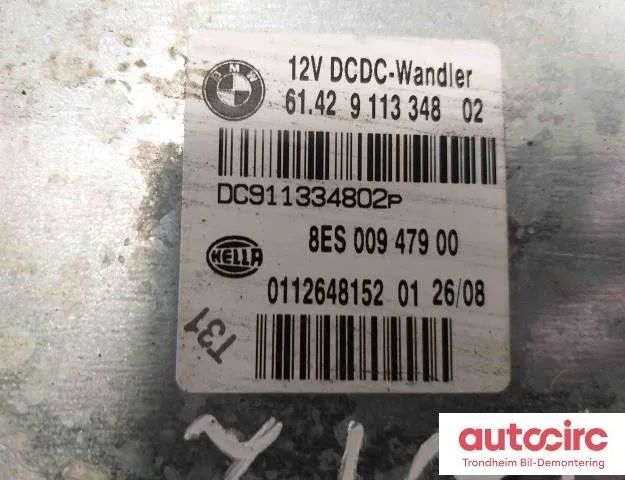 BMW
12V DCDC-Wandler
61.42 9 113 348 02
DC911334802P
8ES 009 479 00
HELLA
0112648152 01 26/08
T31
autocirc
Trondheim Bil-Demontering